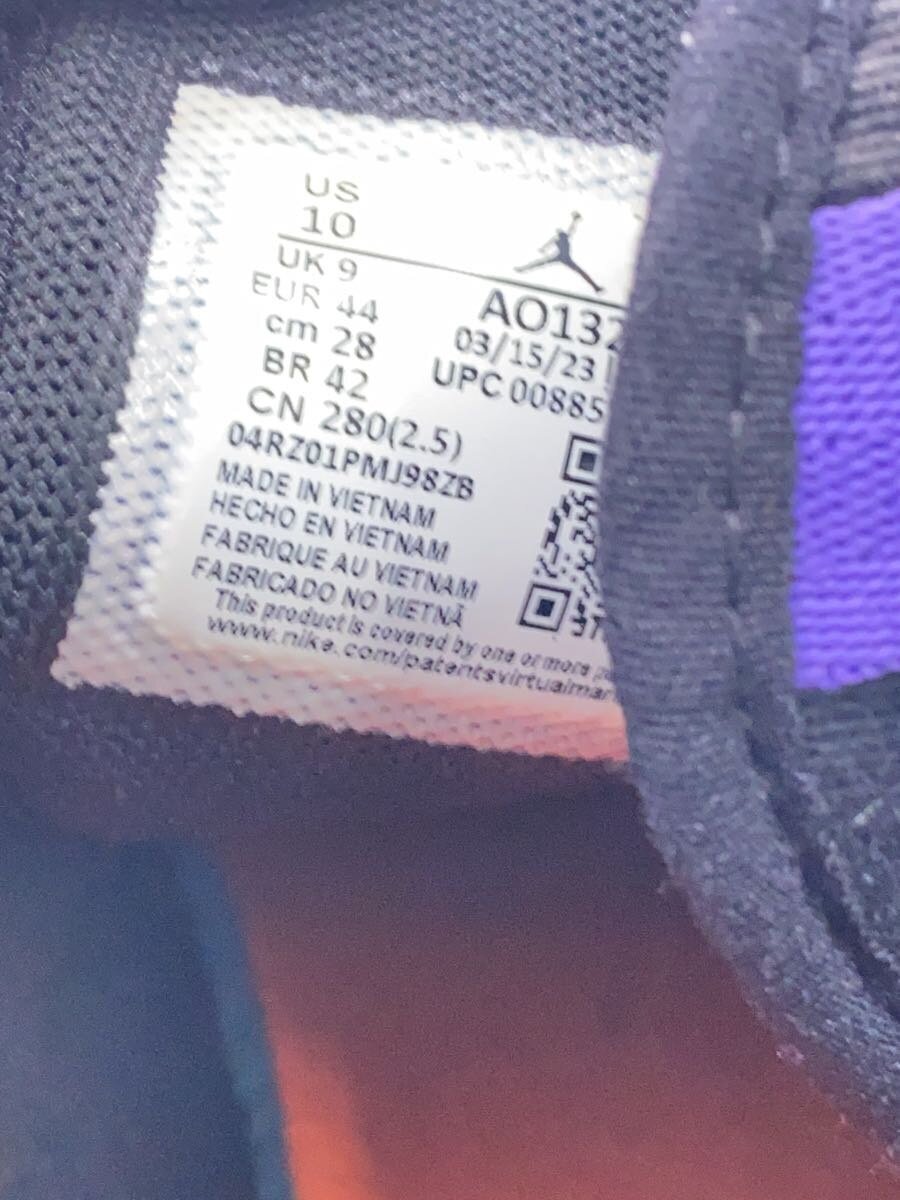 US
10
UK 9
EUR 44
cm 28
BR 42
CN 280(2.5)
AO132
03/15/23
UPC 00885
04RZ01PMJ98ZB
MADE IN VIETNAM
HECHO EN VIETNAM
FABRIQUE AU VIETNAM
FABRICADO NO VIETNÃ
This product is covered by one or more
www.nike.com/patentsvirtualmar